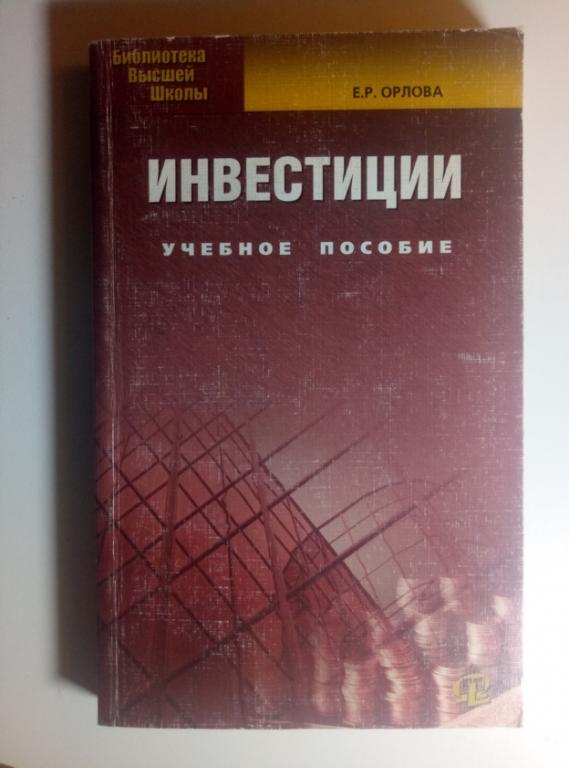 Библиотека
Высшей
Школы
Е.Р. ОРЛОВА
ИНВЕСТИЦИИ
УЧЕБНОЕ ПОСОБИЕ